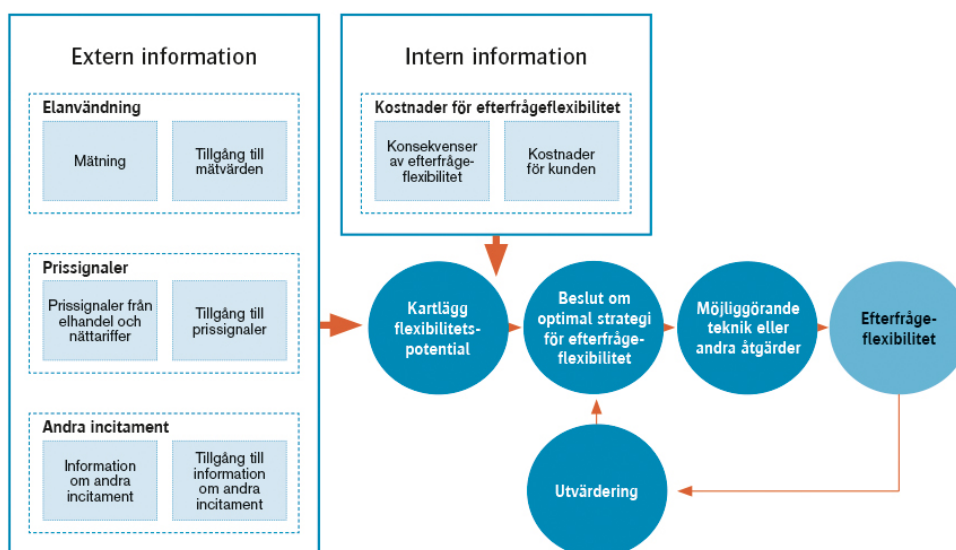 Extern information
Elanvändning
Mätning
Tillgång till
mätvärden
Prissignaler
Prissignaler från
elhandel och
nättariffer
Tillgång till
prissignaler
Andra incitament
Information
om andra
incitament
Tillgång till
information
om andra
incitament
Intern information
Kostnader för efterfrågeflexibilitet
Konsekvenser
av efterfråge-
flexibilitet
Kostnader
för kunden
Kartlägg
flexibilitets-
potential
Beslut om
optimal strategi
för efterfråge-
flexibilitet
Möjliggörande
teknik eller
andra åtgärder
Efterfråge-
flexibilitet
Utvärdering